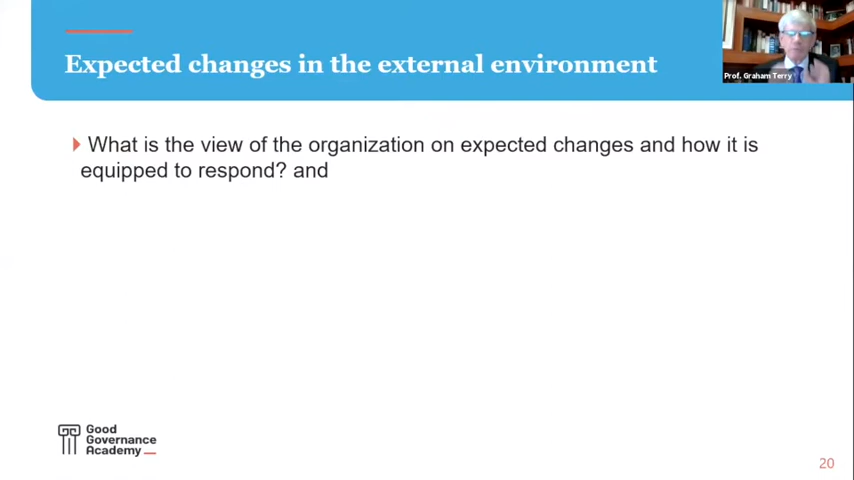 Expected changes in the external environment
Prof. Graham Terry
What is the view of the organization on expected changes and how it is
equipped to respond? and
Good
Governance
Academy
20